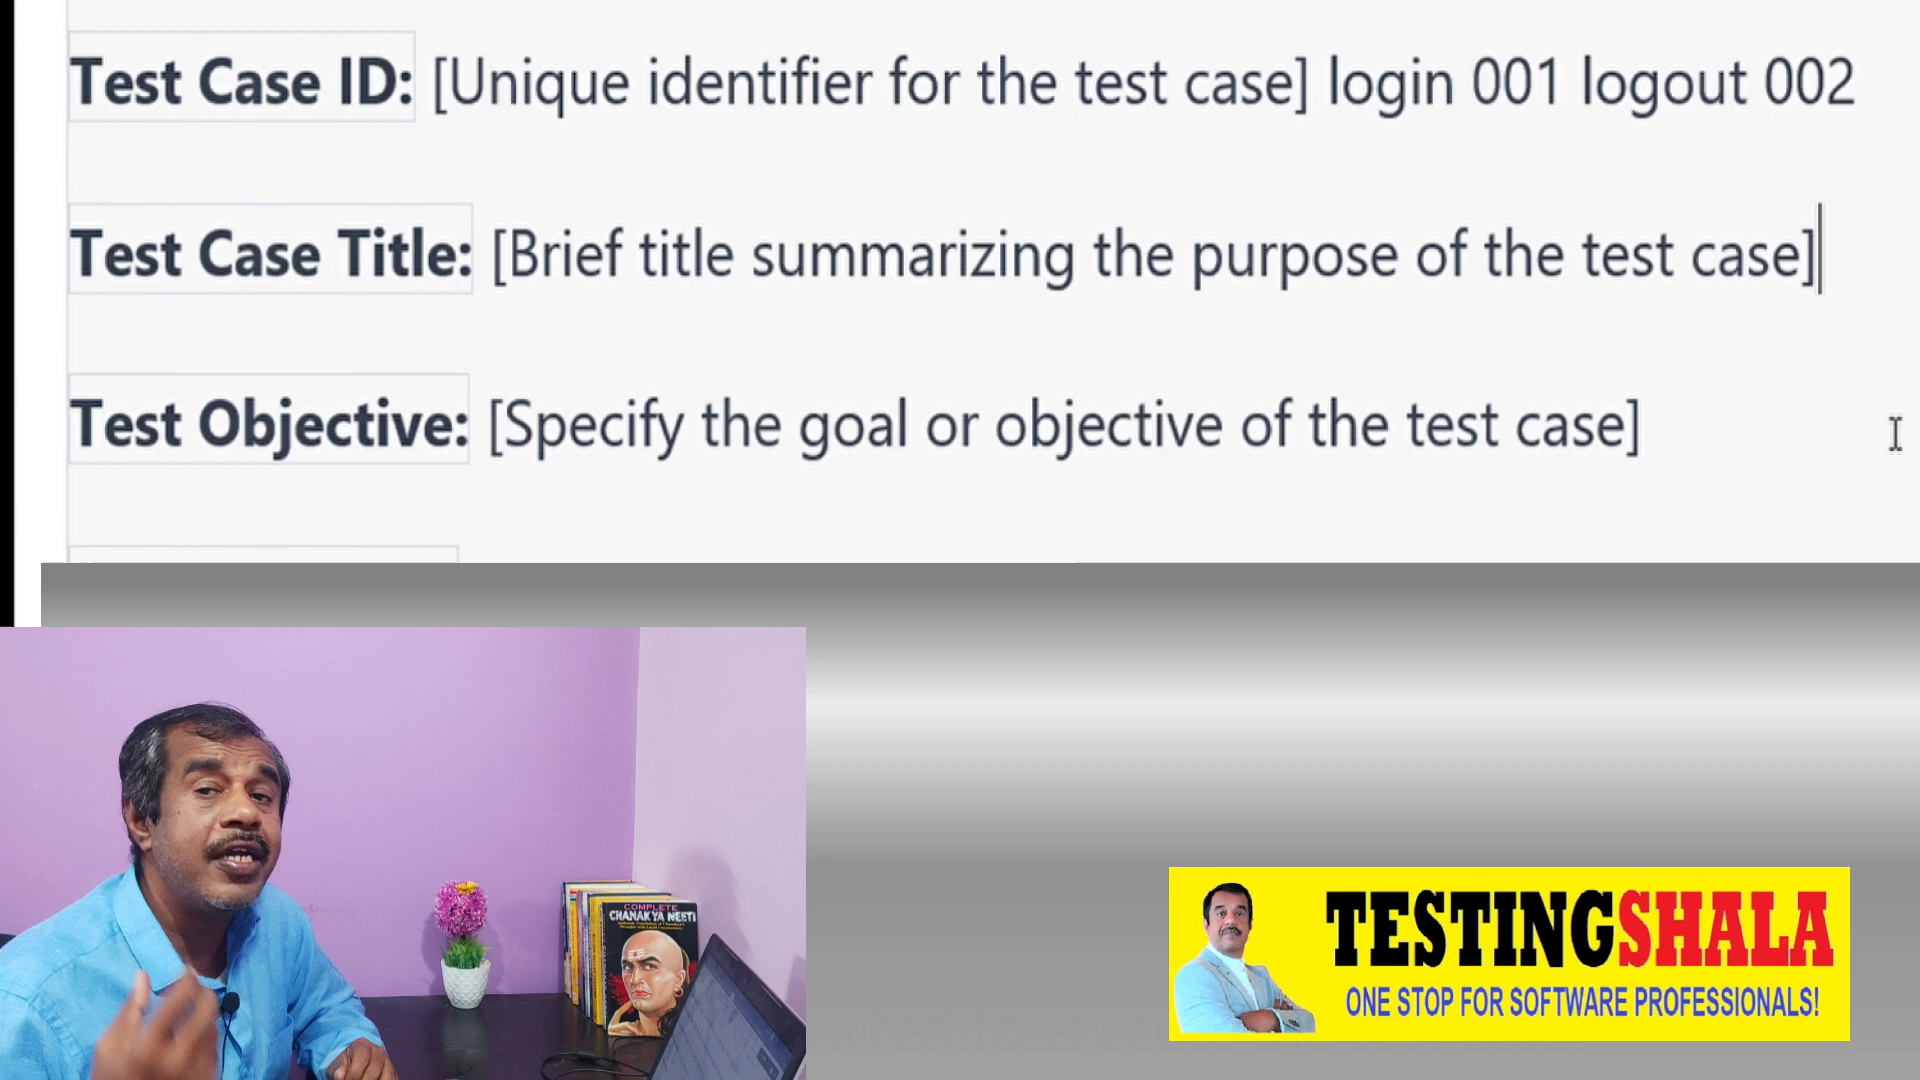 Test Case ID: [Unique identifier for the test case] login 001 logout 002
Test Case Title: [Brief title summarizing the purpose of the test case]
Test Objective: [Specify the goal or objective of the test case]
COMPLETE
CHANAKYA NEETI
TESTINGSHALA
ONE STOP FOR SOFTWARE PROFESSIONALS!